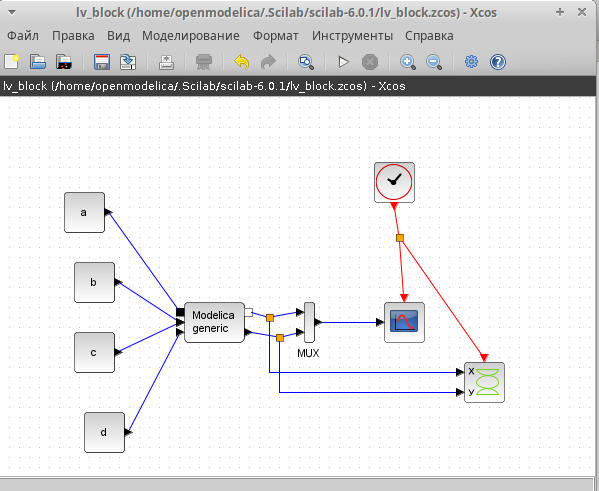 lv_block (/home/openmodelica/.Scilab/scilab-6.0.1/lv_block.zcos) - Xcos
Файл Правка Вид Моделирование Формат Инструменты Справка
lv_block (/home/openmodelica/.Scilab/scilab-6.0.1/lv_block.zcos) - Xcos
a
b
Modelica
generic
c
MUX
X
y
d